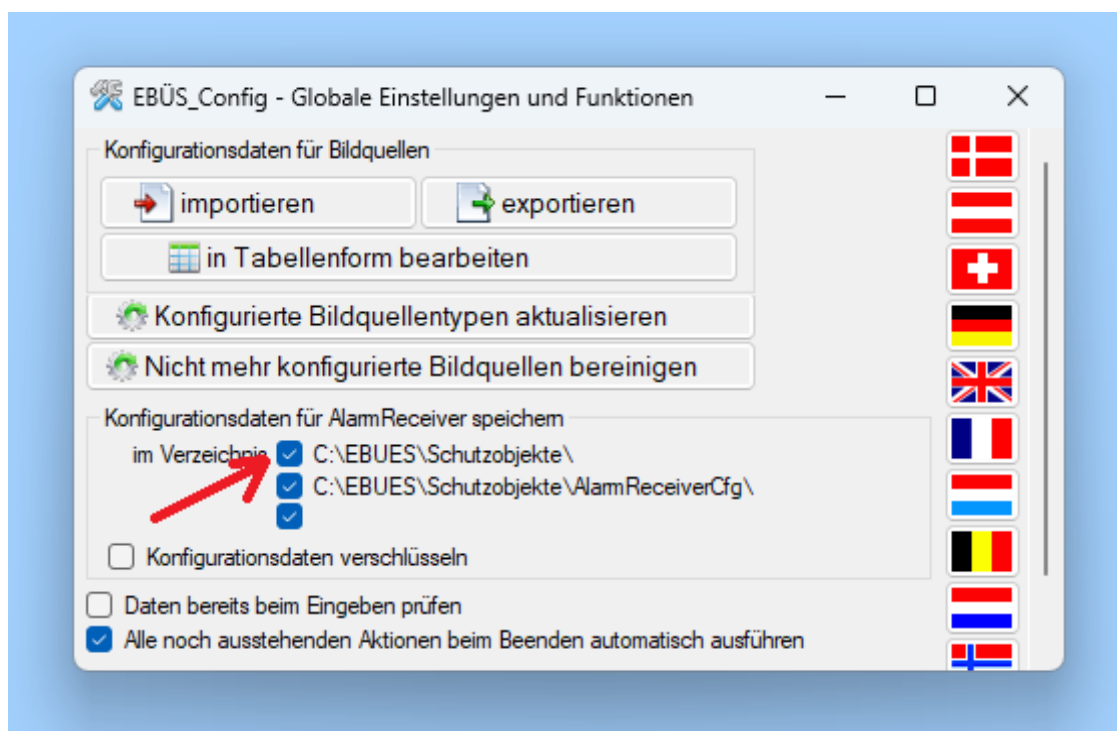 EBÜS_Config - Globale Einstellungen und Funktionen
Konfigurationsdaten für Bildquellen
importieren
exportieren
in Tabellenform bearbeiten
Konfigurierte Bildquellentypen aktualisieren
Nicht mehr konfigurierte Bildquellen bereinigen
Konfigurationsdaten für AlarmReceiver speichern
im Verzeichnis C:\EBUES\Schutzobjekte\
C:\EBUES\Schutzobjekte\AlarmReceiverCfg\
Konfigurationsdaten verschlüsseln
Daten bereits beim Eingeben prüfen
Alle noch ausstehenden Aktionen beim Beenden automatisch ausführen